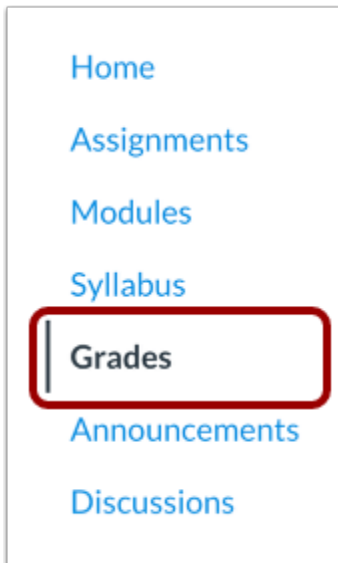 Home
Assignments
Modules
Syllabus
Grades
Announcements
Discussions